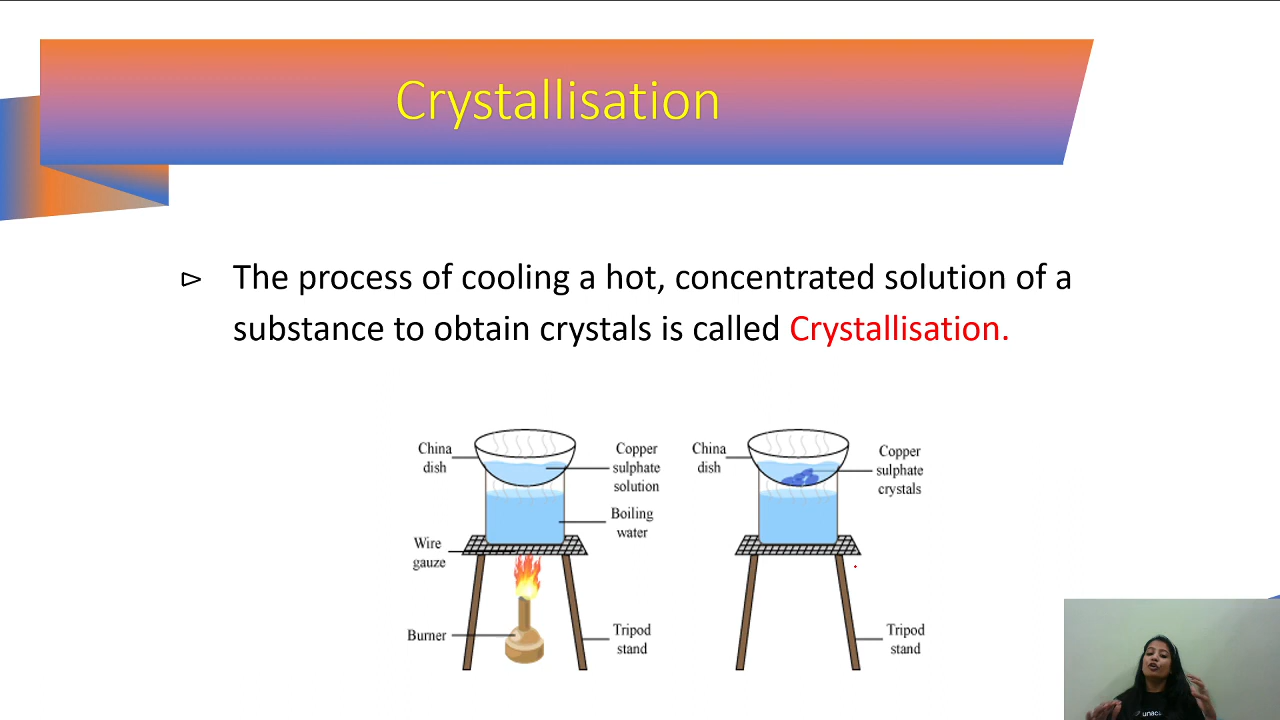 Crystallisation
The process of cooling a hot, concentrated solution of a
substance to obtain crystals is called Crystallisation.
China
dish
Copper
sulphate
solution
Boiling
water
Wire
gauze
Burner
Tripod
stand
China
dish
Copper
sulphate
crystals
Tripod
stand